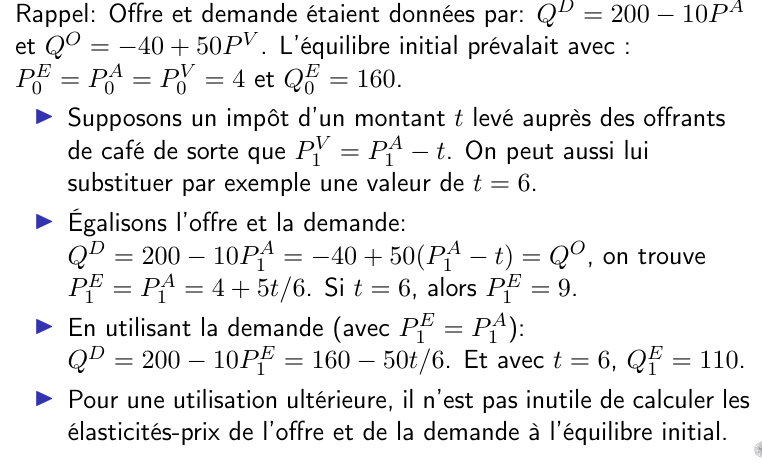 Rappel: Offre et demande étaient données par: $Q^D = 200 - 10P^A$
et $Q^O = -40 + 50P^V$. L'équilibre initial prévalait avec :
$P_0^E = P_0^A = P_0^V = 4$ et $Q_0^E = 160$.
▶ Supposons un impôt d'un montant $t$ levé auprès des offrants
de café de sorte que $P_1^V = P_1^A - t$. On peut aussi lui
substituer par exemple une valeur de $t = 6$.
▶ Égalisons l'offre et la demande:
$Q^D = 200 - 10P_1^A = -40 + 50(P_1^A - t) = Q^O$, on trouve
$P_1^E = P_1^A = 4 + 5t/6$. Si $t = 6$, alors $P_1^E = 9$.
▶ En utilisant la demande (avec $P_1^E = P_1^A$):
$Q^D = 200 - 10P_1^E = 160 - 50t/6$. Et avec $t = 6$, $Q_1^E = 110$.
▶ Pour une utilisation ultérieure, il n'est pas inutile de calculer les
élasticités-prix de l'offre et de la demande à l'équilibre initial.